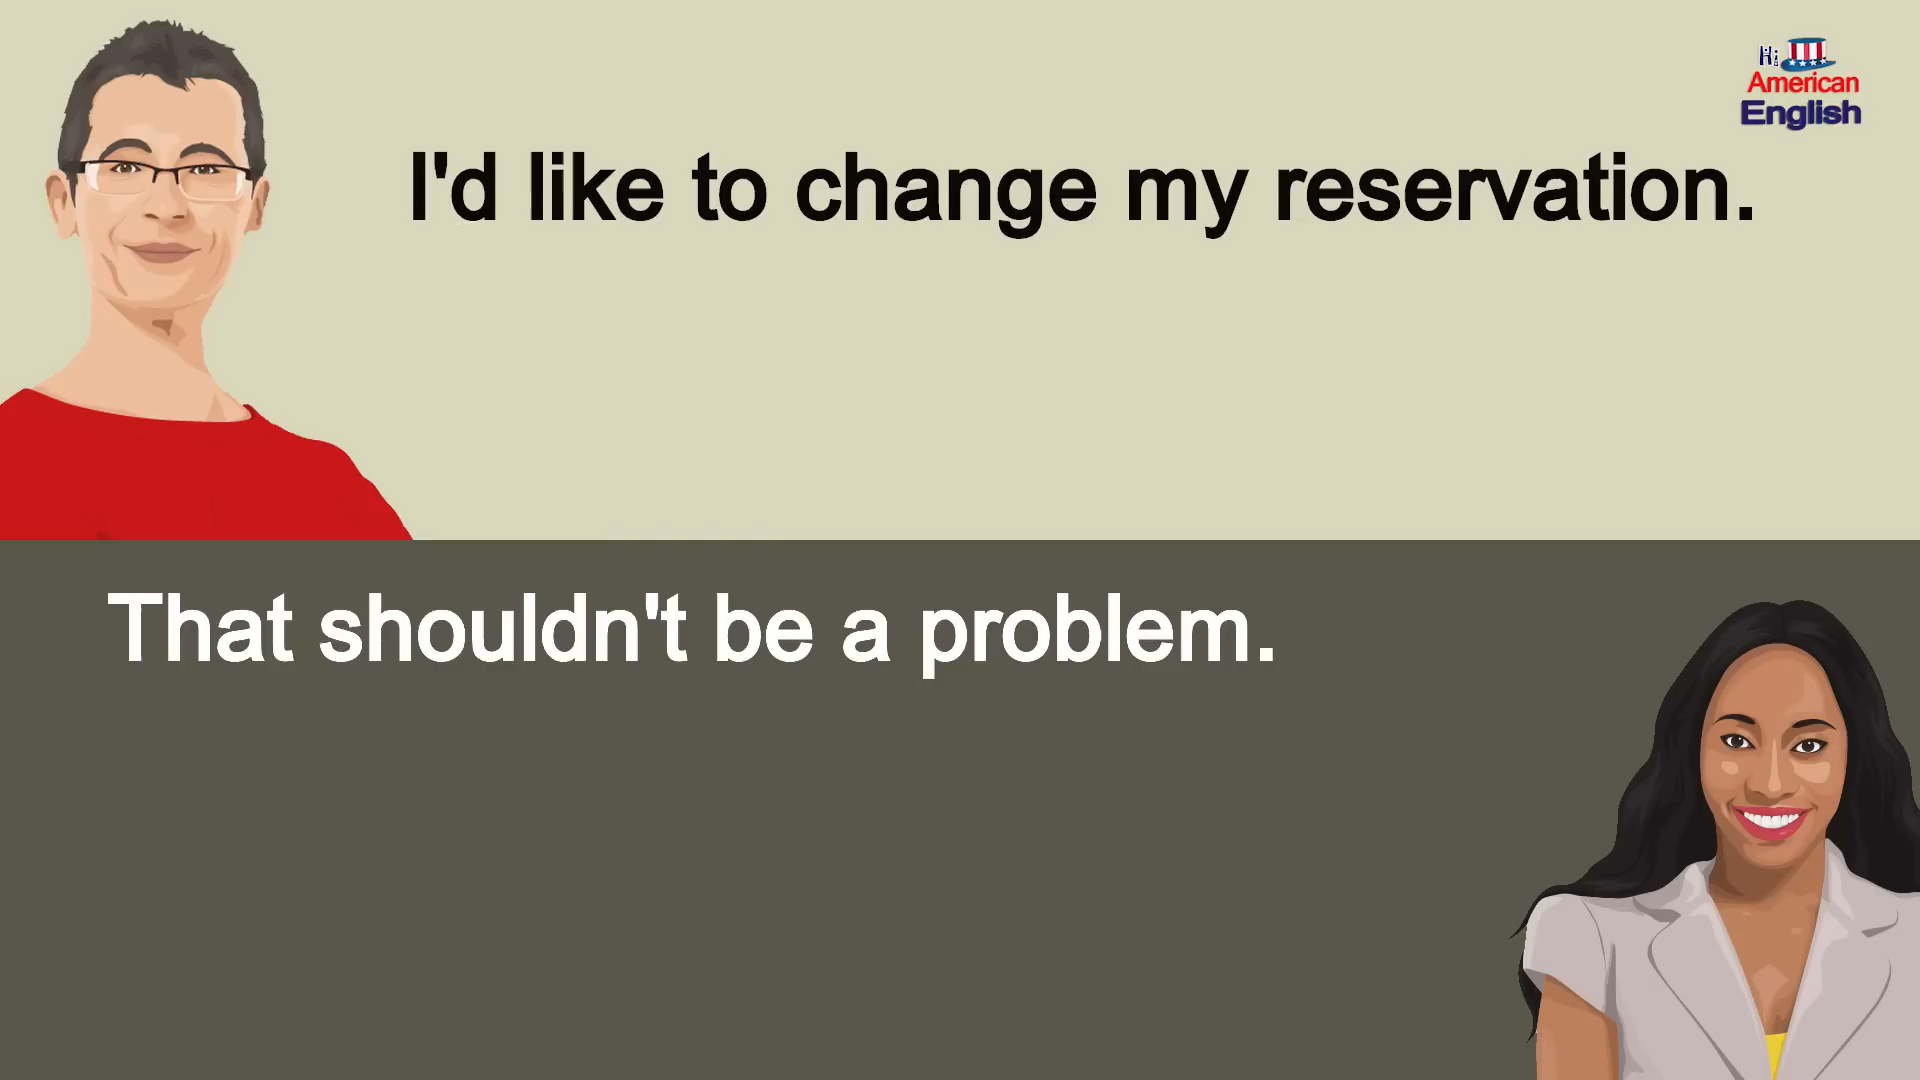 Hi
American
English
I'd like to change my reservation.
That shouldn't be a problem.